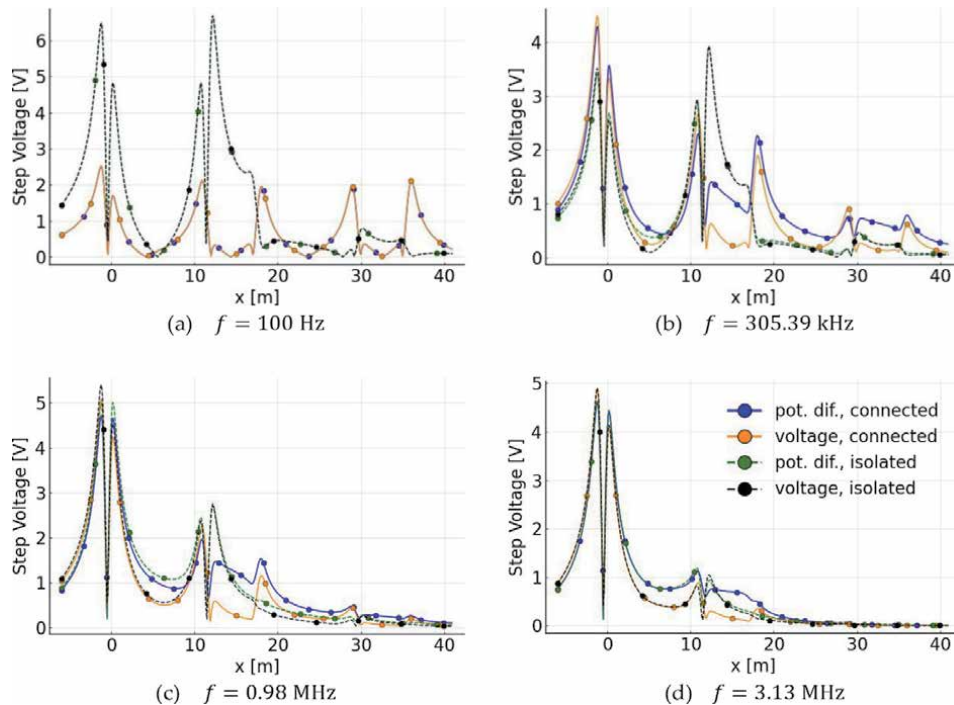 6
5
4
3
2
1
0
Step Voltage [V]
0 10 20 30 40
x [m]
(a) f = 100 Hz
4
3
2
1
0
Step Voltage [V]
0 10 20 30 40
x [m]
(b) f = 305.39 kHz
5
4
3
2
1
0
Step Voltage [V]
0 10 20 30 40
x [m]
(c) f = 0.98 MHz
5
4
3
2
1
0
Step Voltage [V]
pot. dif., connected
voltage, connected
pot. dif., isolated
voltage, isolated
0 10 20 30 40
x [m]
(d) f = 3.13 MHz